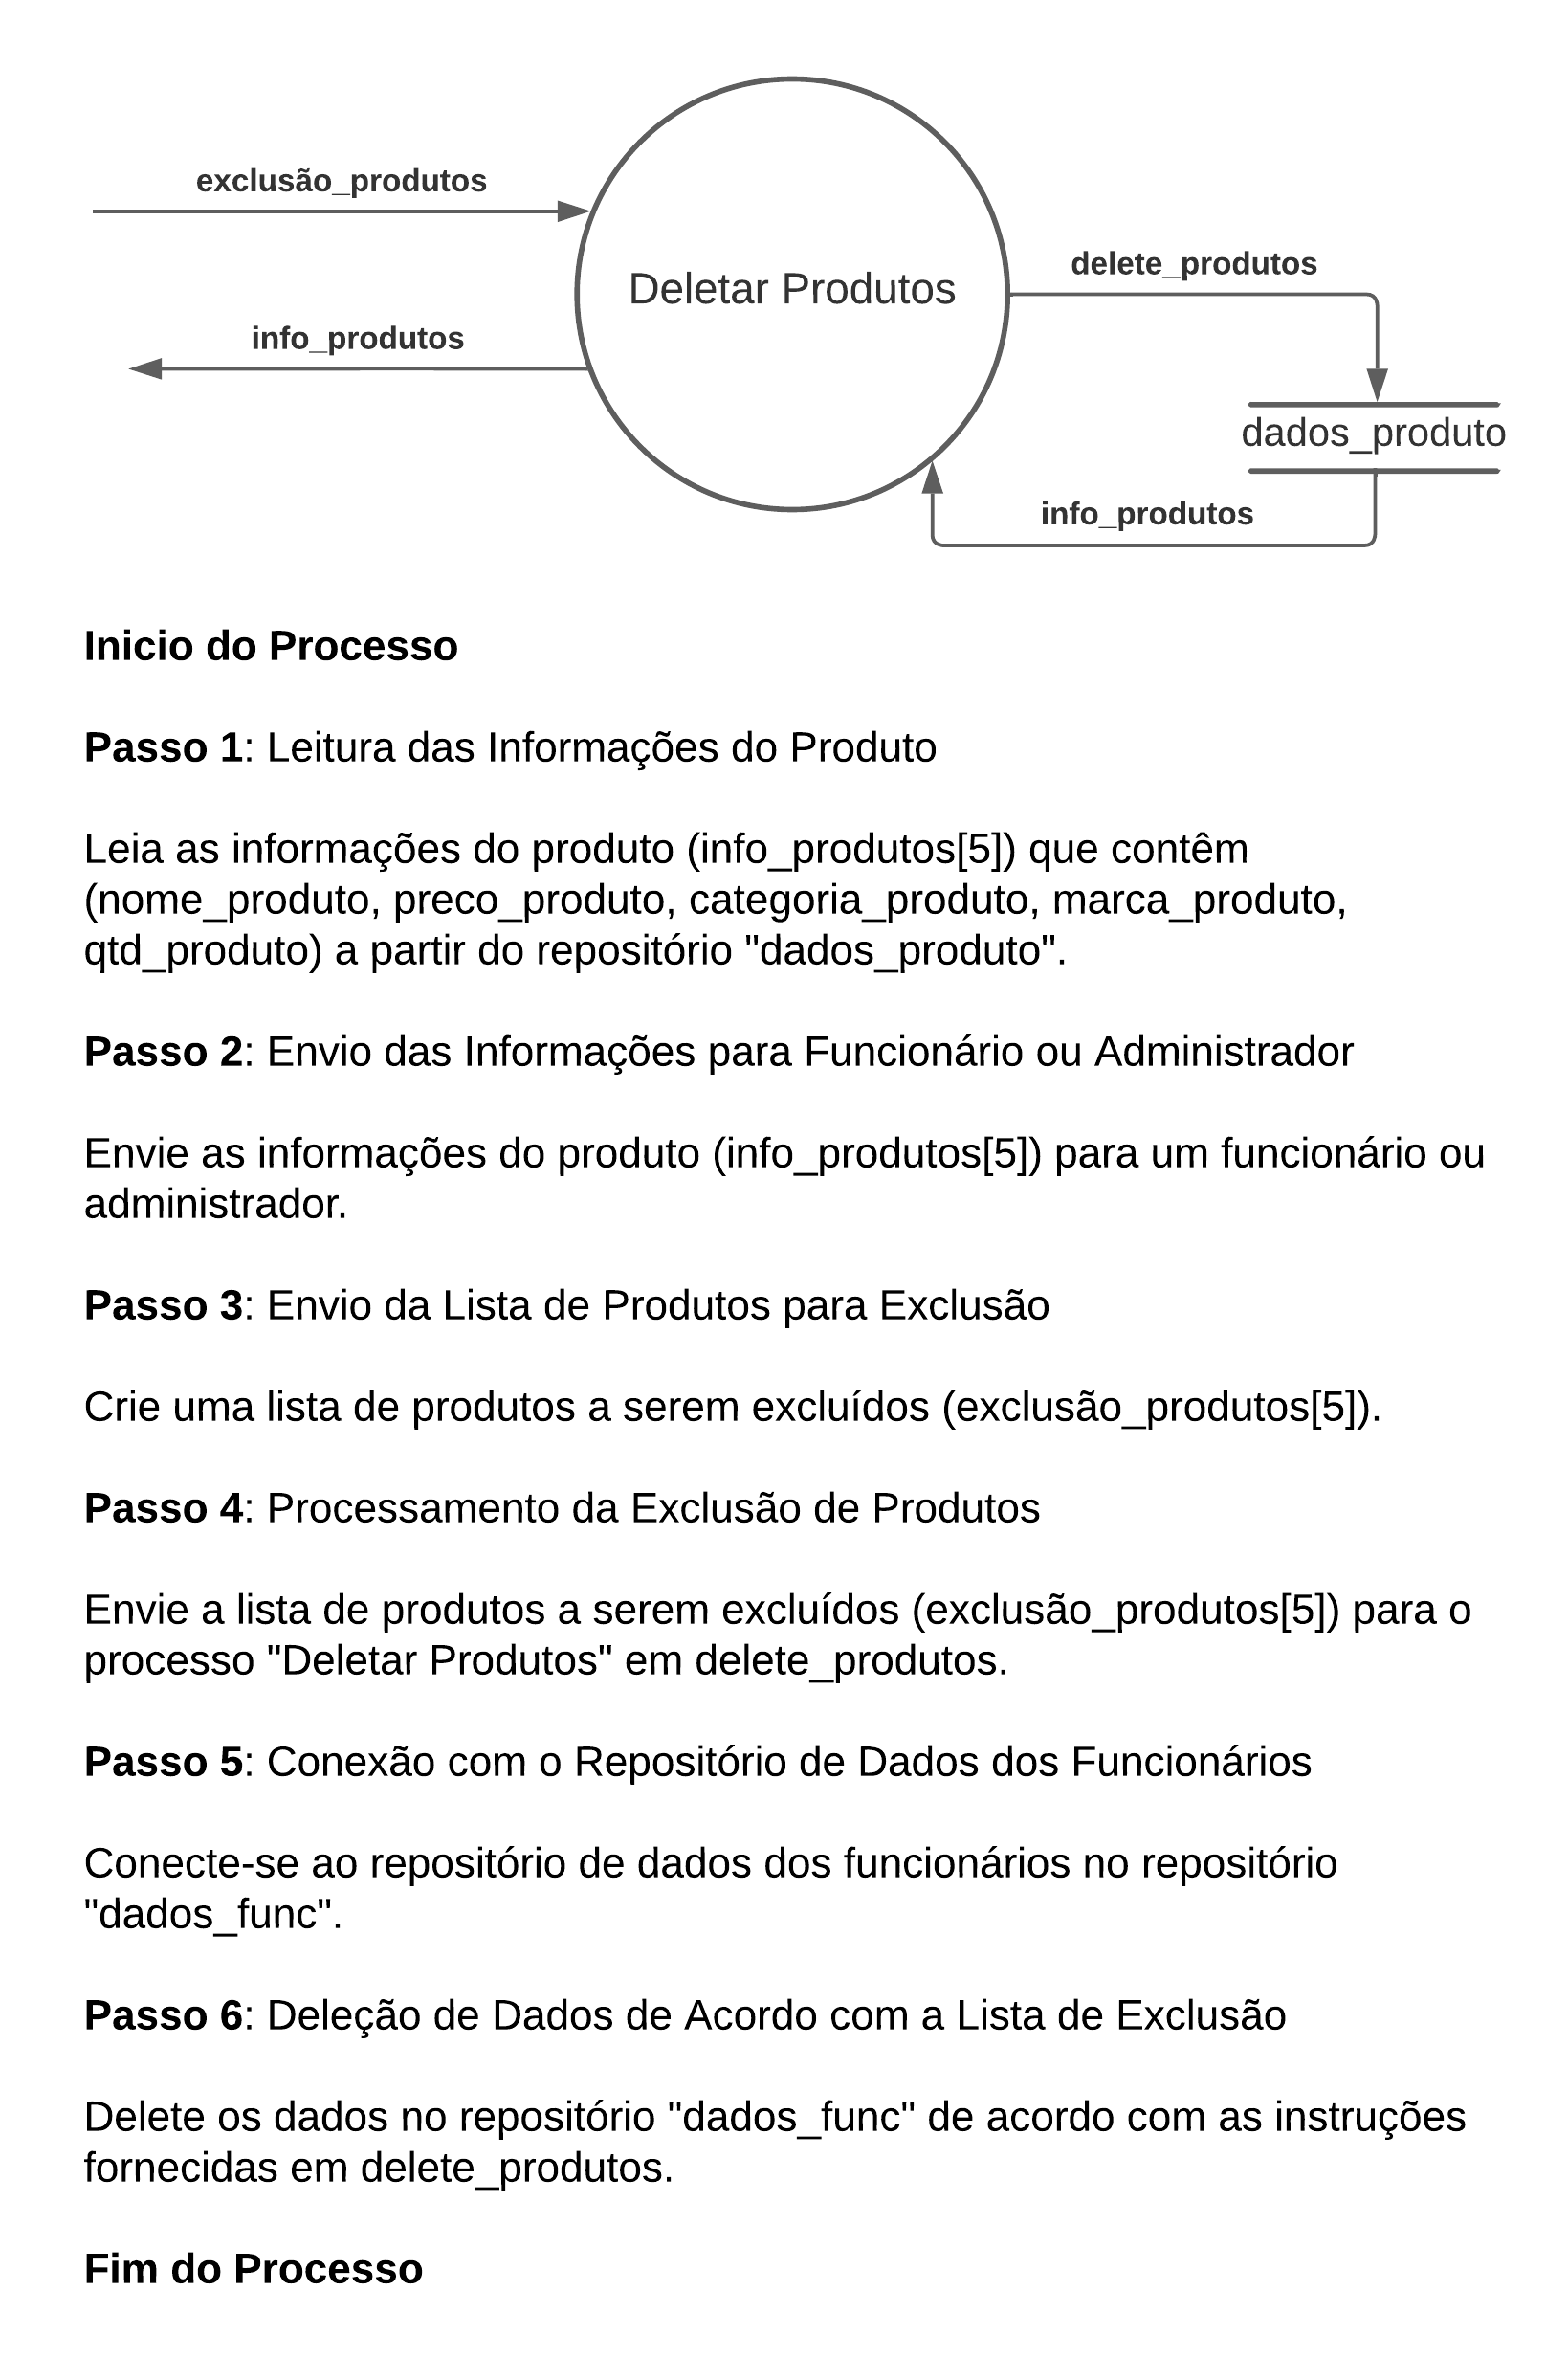 exclusão_produtos
Deletar Produtos
delete_produtos
info_produtos
dados_produto
info_produtos
Inicio do Processo
Passo 1: Leitura das Informações do Produto
Leia as informações do produto (info_produtos[5]) que contêm
(nome_produto, preco_produto, categoria_produto, marca_produto,
qtd_produto) a partir do repositório "dados_produto".
Passo 2: Envio das Informações para Funcionário ou Administrador
Envie as informações do produto (info_produtos[5]) para um funcionário ou
administrador.
Passo 3: Envio da Lista de Produtos para Exclusão
Crie uma lista de produtos a serem excluídos (exclusão_produtos[5]).
Passo 4: Processamento da Exclusão de Produtos
Envie a lista de produtos a serem excluídos (exclusão_produtos[5]) para o
processo "Deletar Produtos" em delete_produtos.
Passo 5: Conexão com o Repositório de Dados dos Funcionários
Conecte-se ao repositório de dados dos funcionários no repositório
"dados_func".
Passo 6: Deleção de Dados de Acordo com a Lista de Exclusão
Delete os dados no repositório "dados_func" de acordo com as instruções
fornecidas em delete_produtos.
Fim do Processo